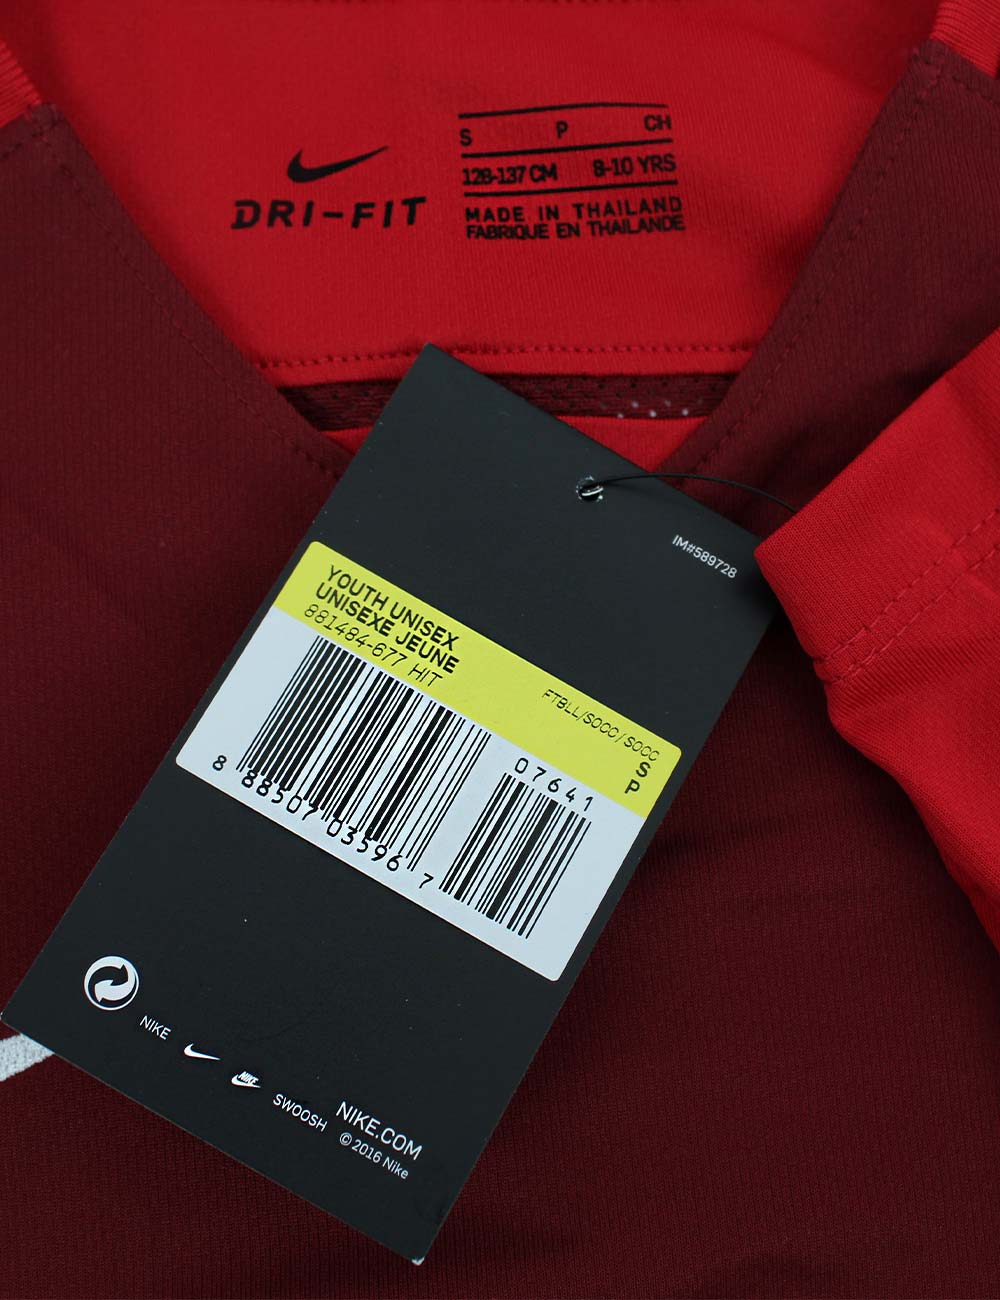 S P CH
128-137 CM 8-10 YRS
MADE IN THAILAND
FABRIQUE EN THAILANDE
DRI-FIT
IM#589728
YOUTH UNISEX
UNISEXE JEUNE
881484-677 HIT
FTBLL/SOCC/SOCC
S
P
07641
8 88507 03596 7
NIKE
NIKE
SWOOSH
NIKE.COM
© 2016 Nike